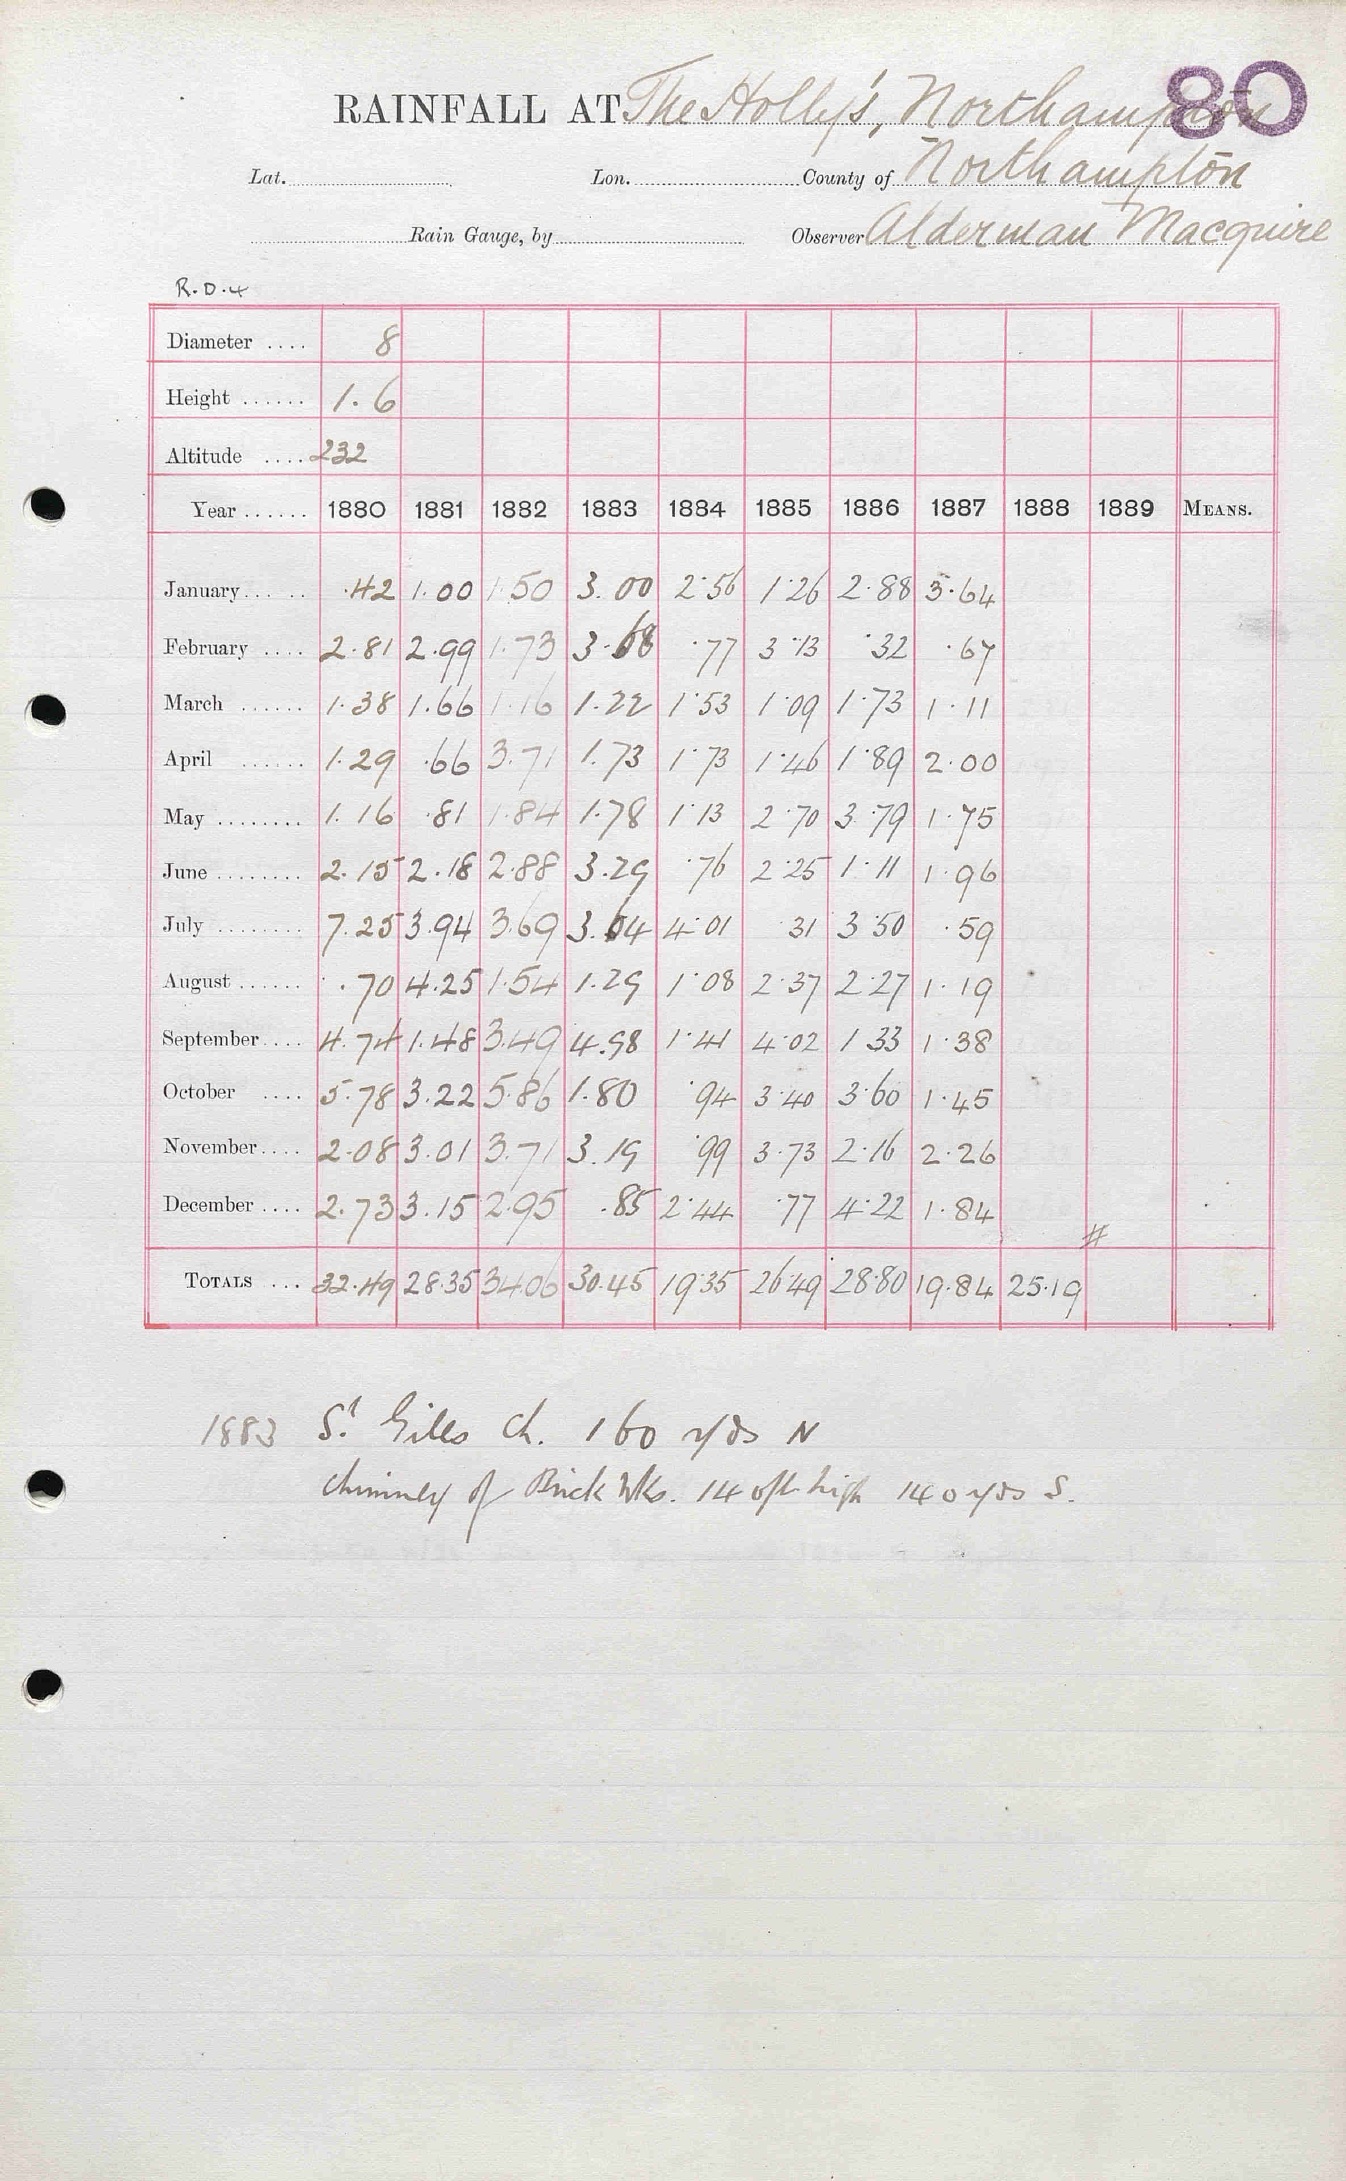 80
RAINFALL AT The Holly's, Northampton
Lat. Lon. County of Northampton
Rain Gauge, by Observer Alderman Macquire
R.D.4
Diameter .... 8
Height ...... 1.6
Altitude .... 232
Year ...... 1880 1881 1882 1883 1884 1885 1886 1887 1888 1889 MEANS.
January... .. .42 1.00 1.50 3.00 2.56 1.26 2.88 3.64
February .... 2.81 2.99 1.73 3.68 .77 3.13 .32 .67
March ...... 1.38 1.66 1.16 1.22 1.53 1.09 1.73 1.11
April ...... 1.29 .66 3.71 1.73 1.73 1.46 1.89 2.00
May ........ 1.16 .81 1.84 1.78 1.13 2.70 3.79 1.75
June ........ 2.15 2.18 2.88 3.29 .76 2.25 1.11 1.96
July ........ 7.25 3.94 3.69 3.64 4.01 .31 3.50 .59
August ...... .70 4.25 1.54 1.29 1.08 2.37 2.27 1.19
September.... 4.74 1.48 3.49 4.98 1.41 4.02 1.33 1.38
October .... 5.78 3.22 5.86 1.80 .94 3.40 3.60 1.45
November.... 2.08 3.01 3.71 3.19 .99 3.73 2.16 2.26
December .... 2.73 3.15 2.95 .85 2.44 .77 4.22 1.84
#
TOTALS ... 32.49 28.35 34.06 30.45 19.35 26.49 28.80 19.84 25.19
1883 St Giles Ch. 160 yds N
Chimney of Brick Wks. 140 ft high 140 yds S.